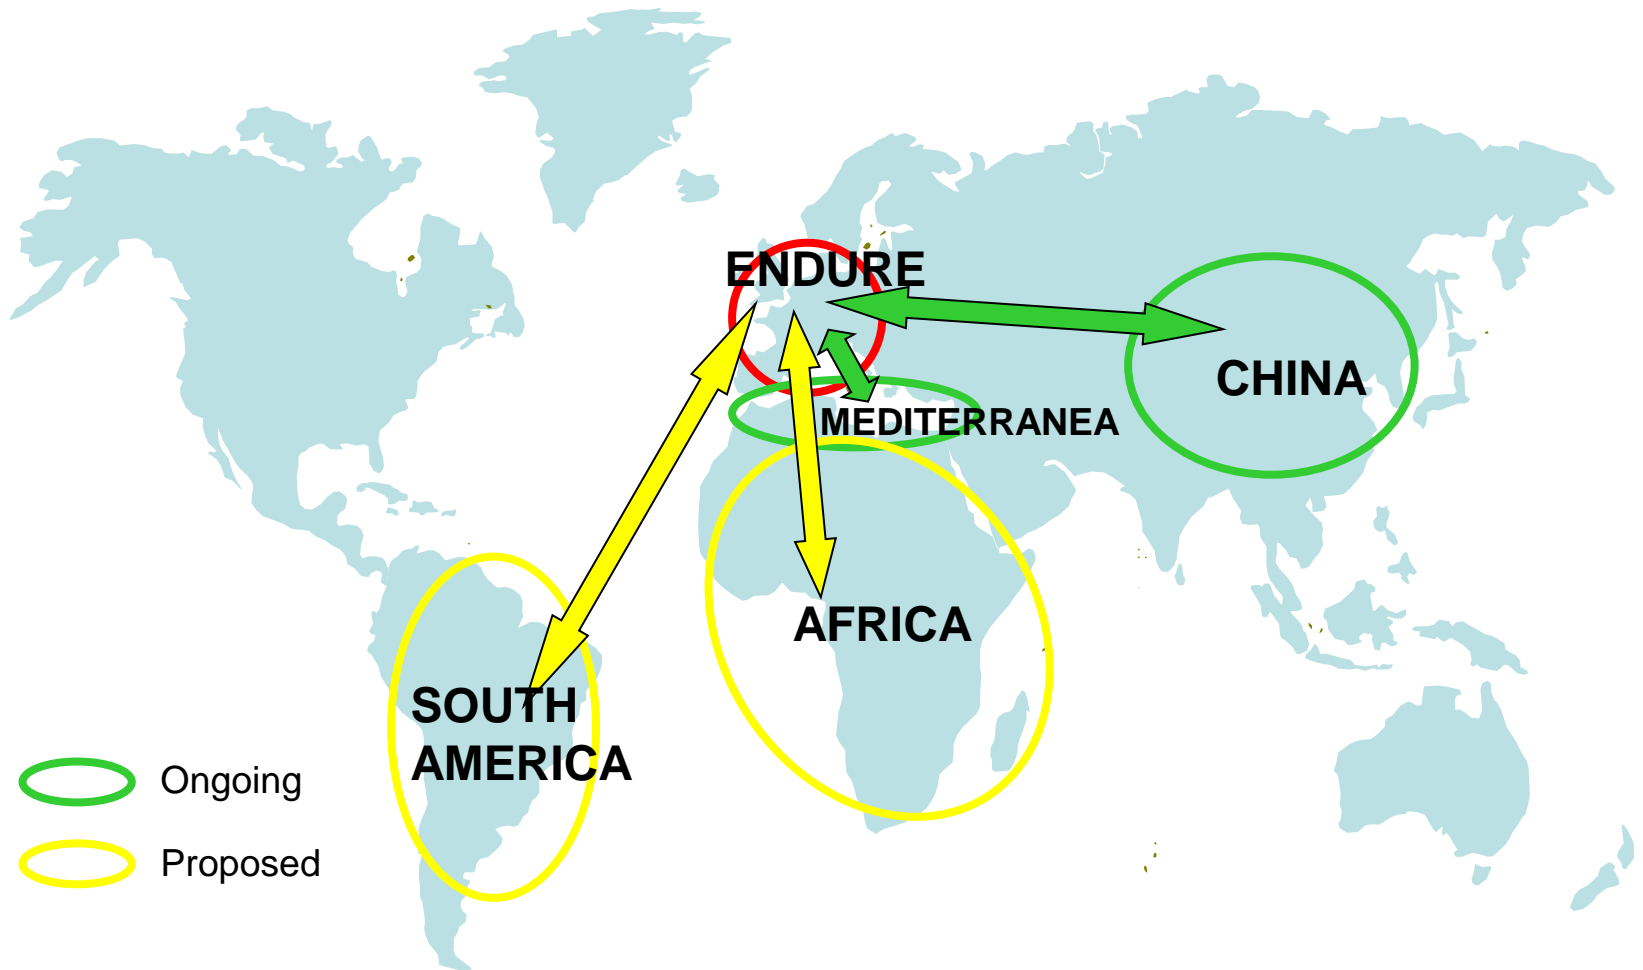 ENDURE
CHINA
MEDITERRANEA
AFRICA
SOUTH
AMERICA
Ongoing
Proposed